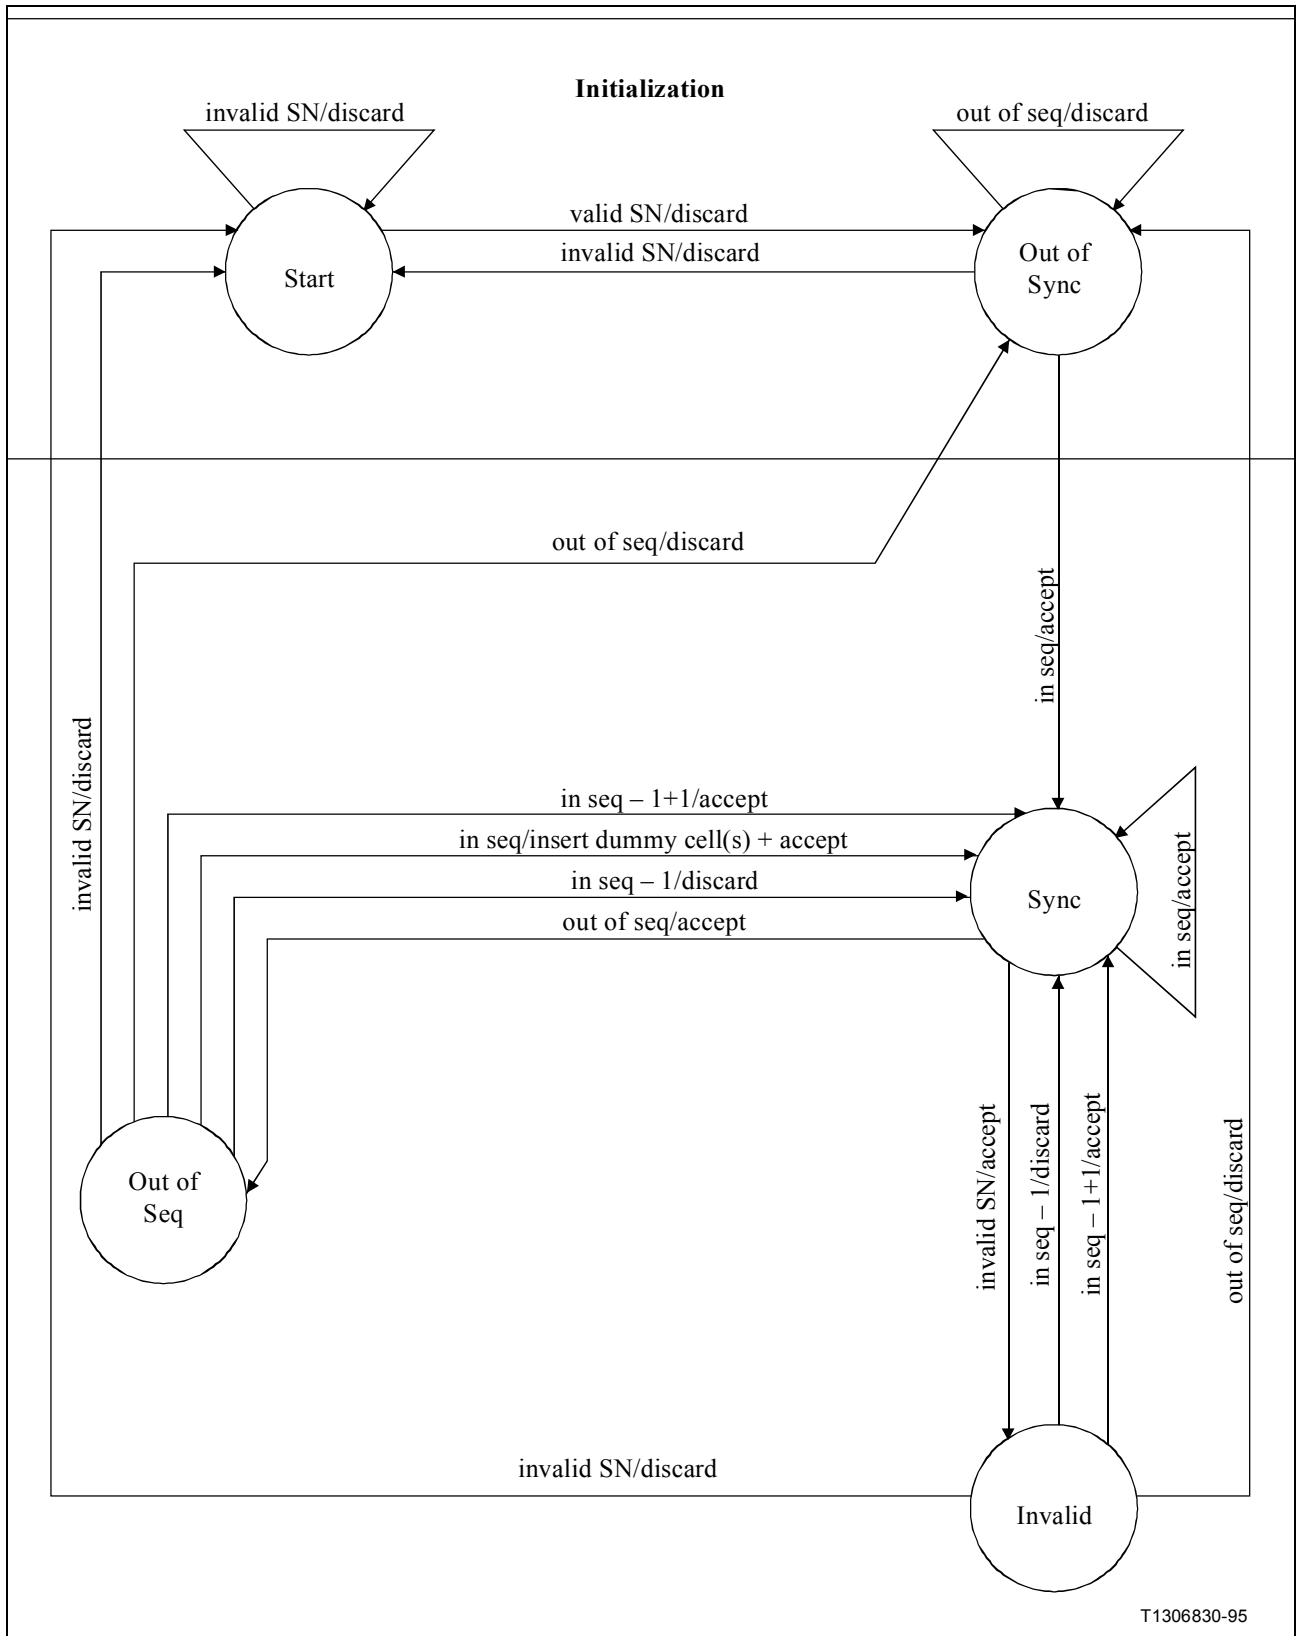 Initialization
invalid SN/discard
out of seq/discard
valid SN/discard
invalid SN/discard
Start
Out of
Sync
out of seq/discard
in seq/accept
invalid SN/discard
in seq – 1+1/accept
in seq/insert dummy cell(s) + accept
in seq – 1/discard
out of seq/accept
Sync
in seq/accept
Out of
Seq
invalid SN/accept
in seq – 1/discard
in seq – 1+1/accept
out of seq/discard
invalid SN/discard
Invalid
T1306830-95